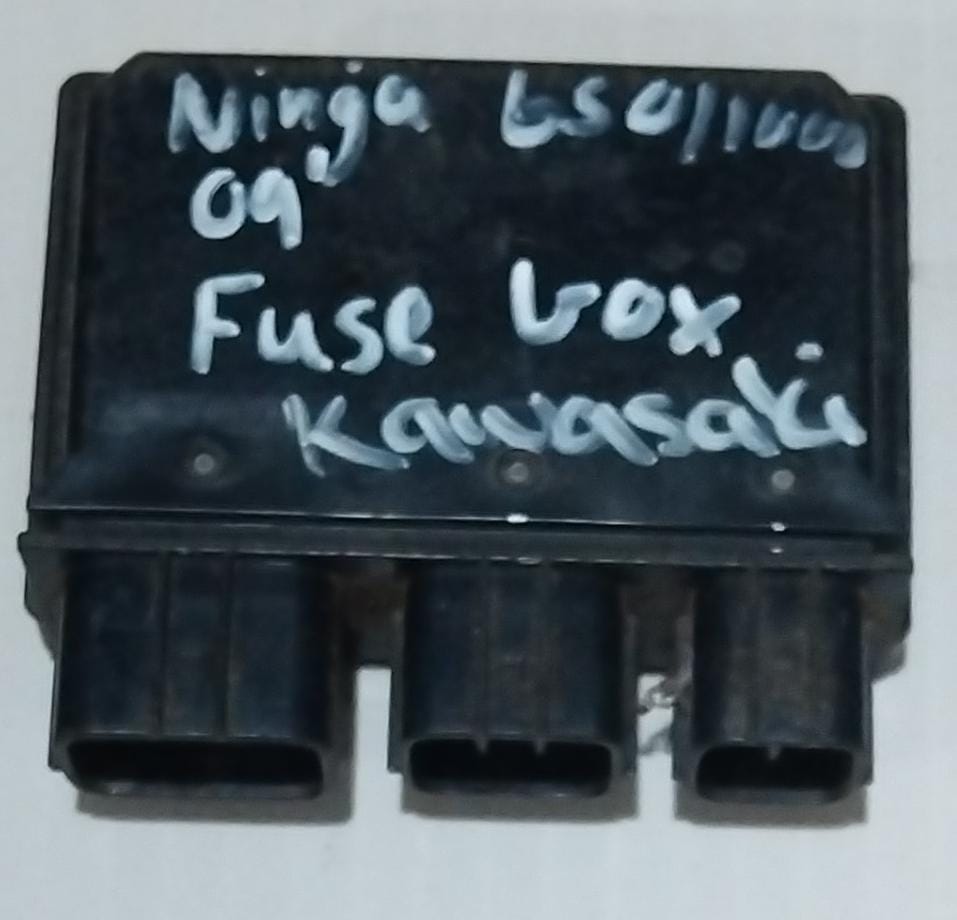 Ninja 650/1000
09'
Fuse box
Kawasaki